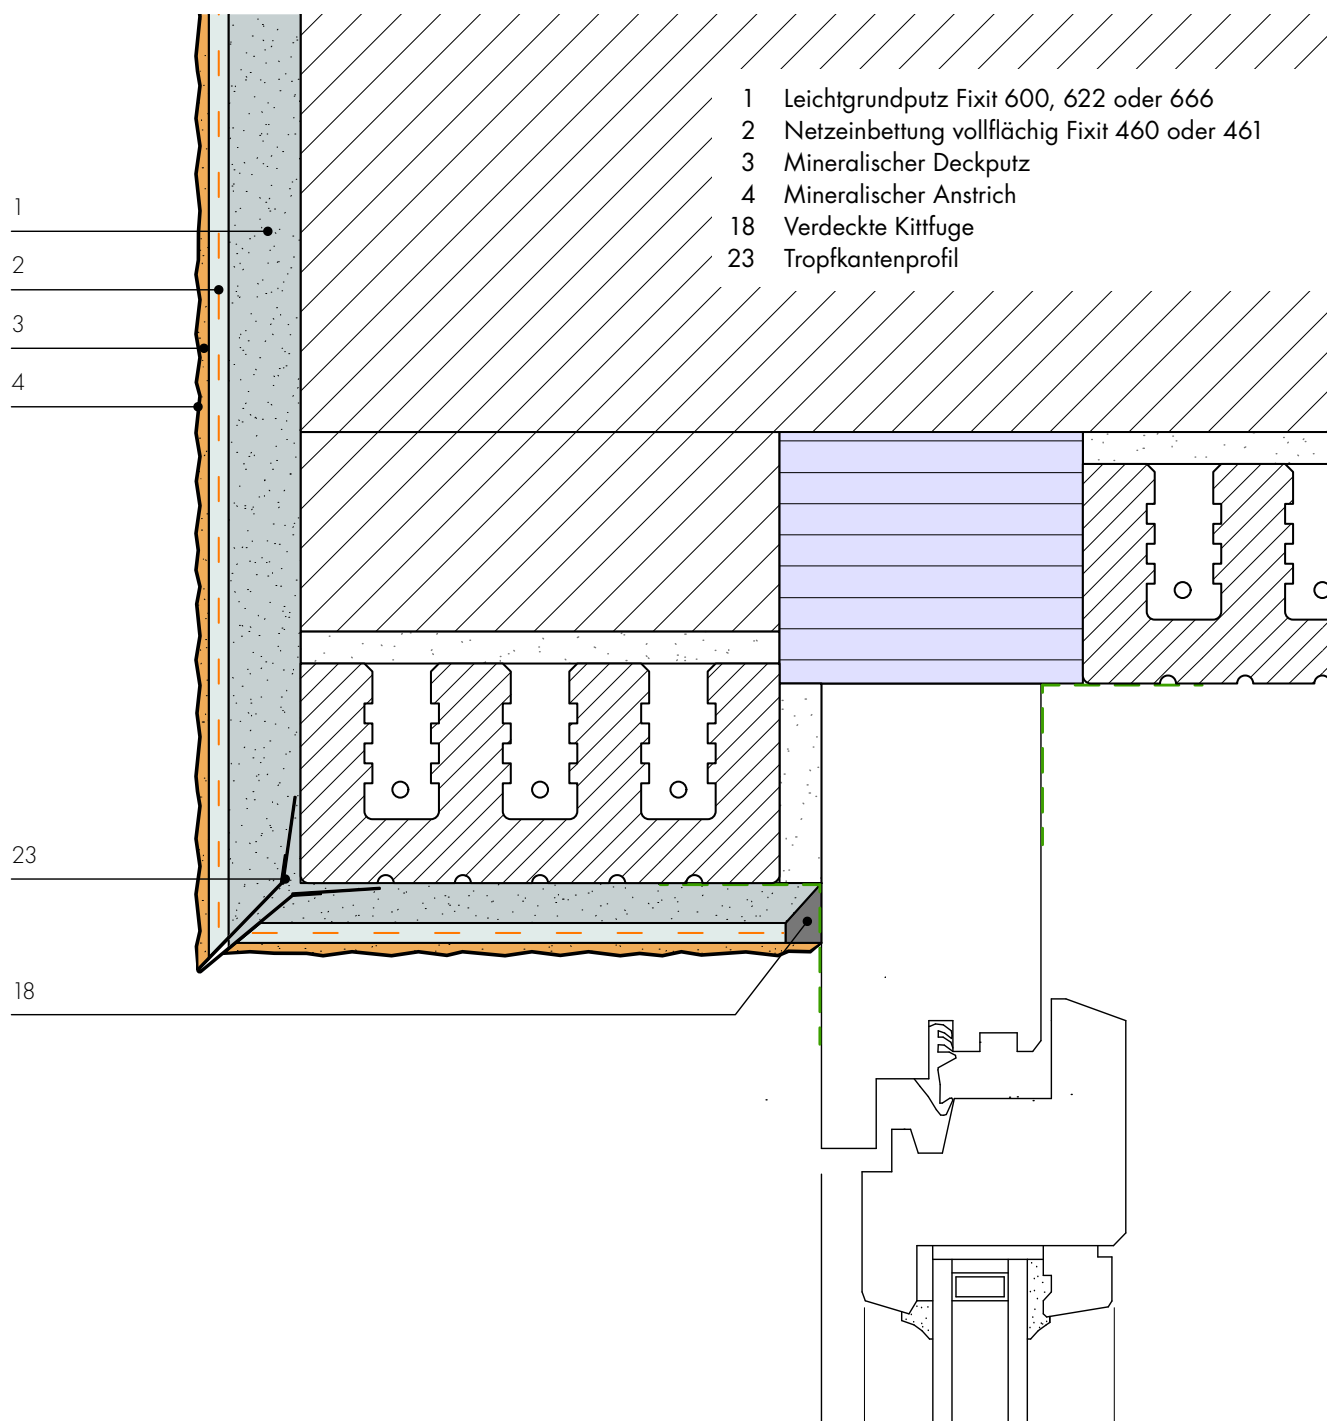 1 Leichtgrundputz Fixit 600, 622 oder 666
2 Netzeinbettung vollflächig Fixit 460 oder 461
3 Mineralischer Deckputz
4 Mineralischer Anstrich
18 Verdeckte Kittfuge
23 Tropfkantenprofil
1
2
3
4
23
18